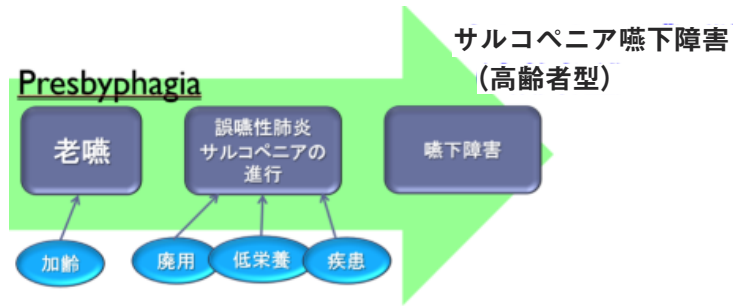 サルコペニア嚥下障害
（高齢者型）
Presbyphagia
老嚥
誤嚥性肺炎
サルコペニアの
進行
嚥下障害
加齢
廃用
低栄養
疾患